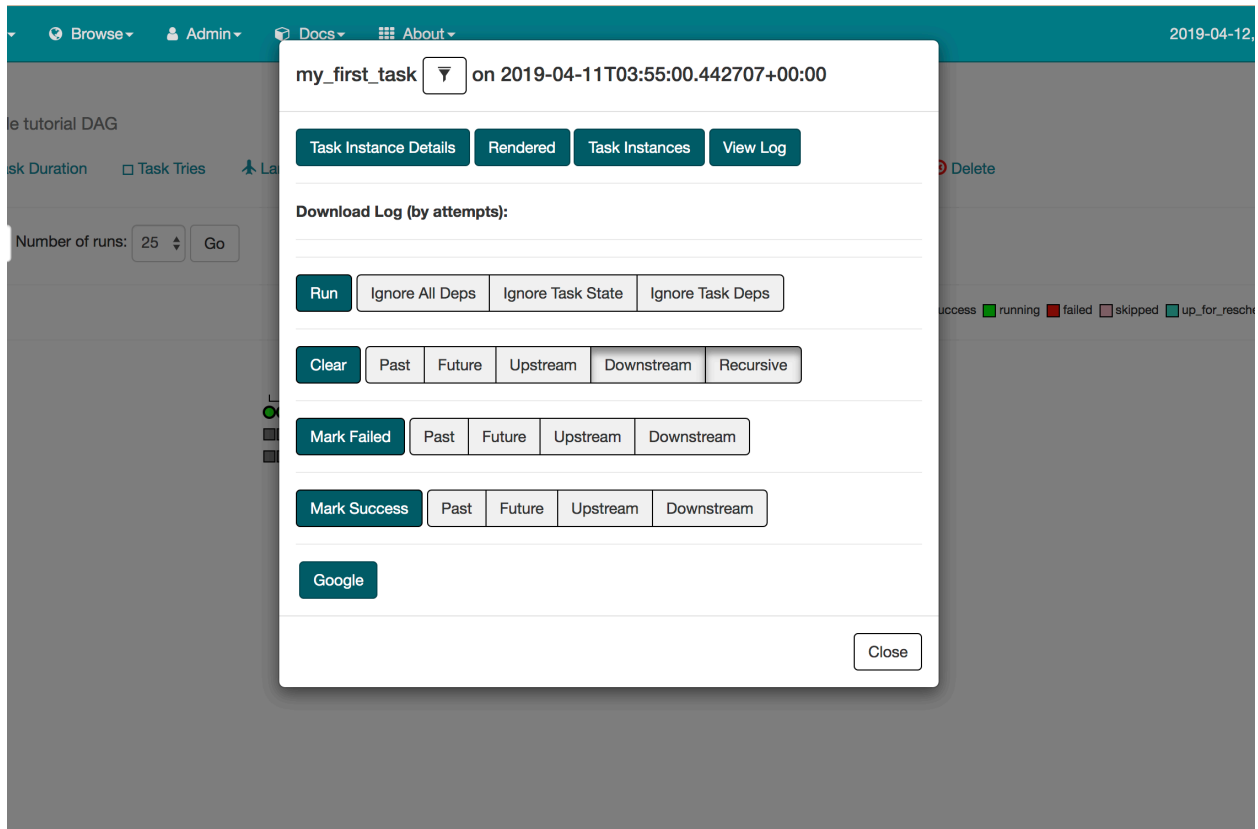 Browse Admin Docs About 2019-04-12,
my_first_task on 2019-04-11T03:55:00.442707+00:00
le tutorial DAG
Task Instance Details Rendered Task Instances View Log
sk Duration Task Tries La Delete
Download Log (by attempts):
Number of runs: 25 Go
Run Ignore All Deps Ignore Task State Ignore Task Deps
uccess running failed skipped up_for_resche
Clear Past Future Upstream Downstream Recursive
Mark Failed Past Future Upstream Downstream
Mark Success Past Future Upstream Downstream
Google
Close